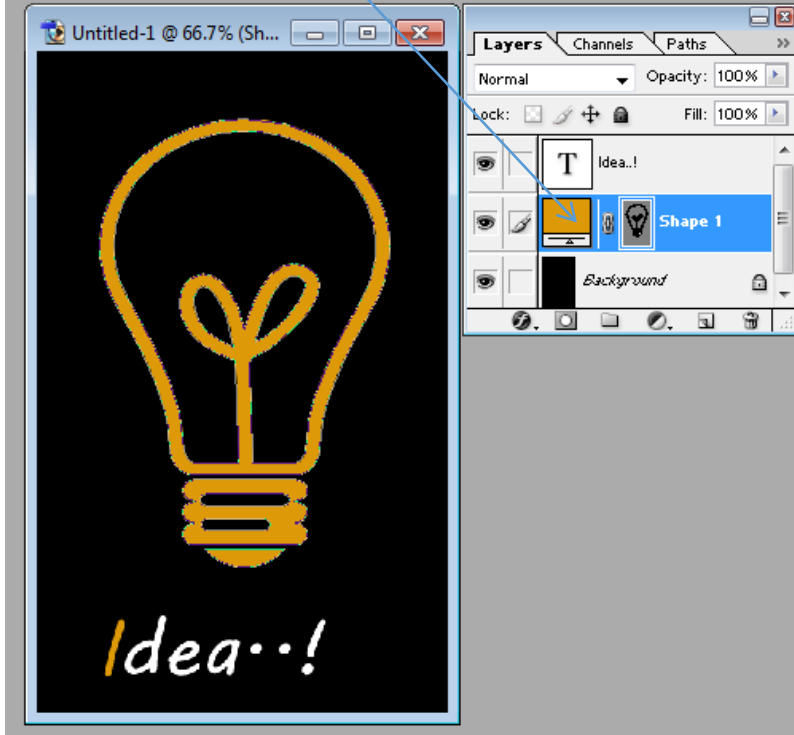 Untitled-1 @ 66.7% (Sh...
Idea··!
Layers Channels Paths
Normal Opacity: 100%
Lock: Fill: 100%
T Idea..!
Shape 1
Background